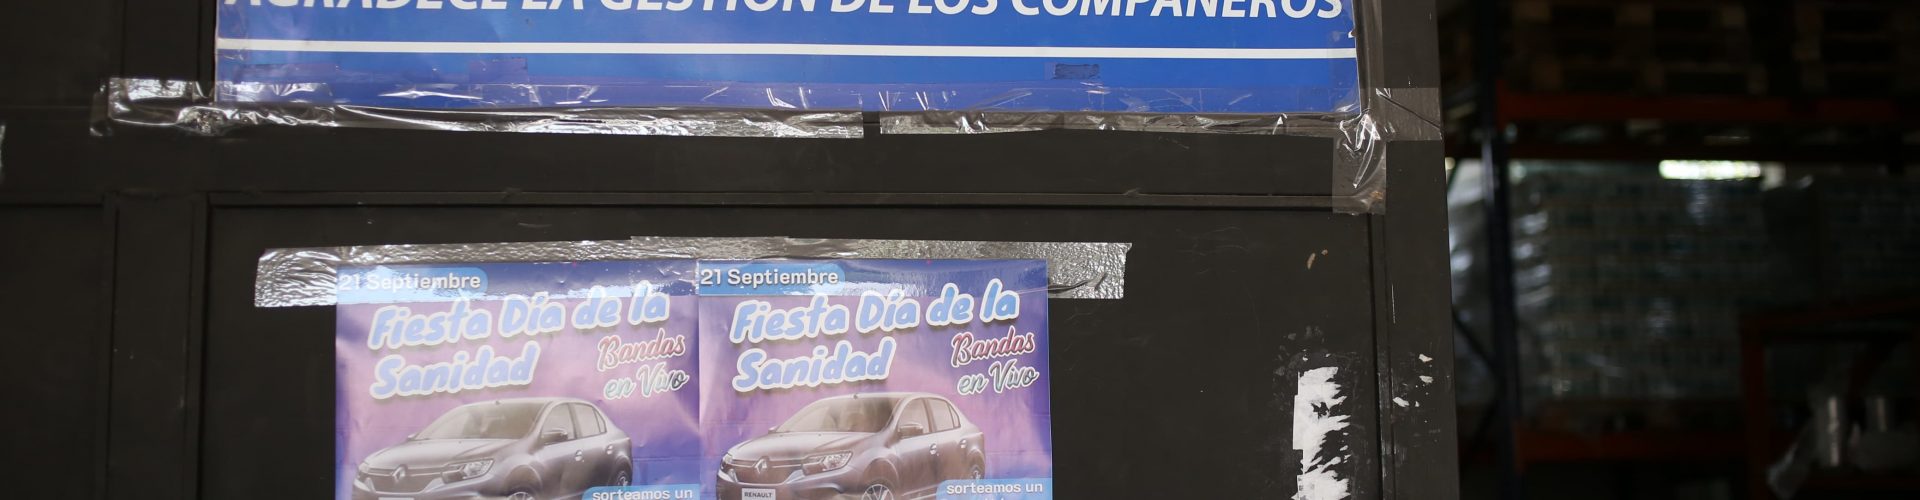 AGRADECE LA GESTIÓN DE LOS COMPAÑEROS
21 Septiembre
Fiesta Día de la
Sanidad
Bandas
en Vivo
sorteamos un
21 Septiembre
Fiesta Día de la
Sanidad
Bandas
en Vivo
RENAULT
sorteamos un